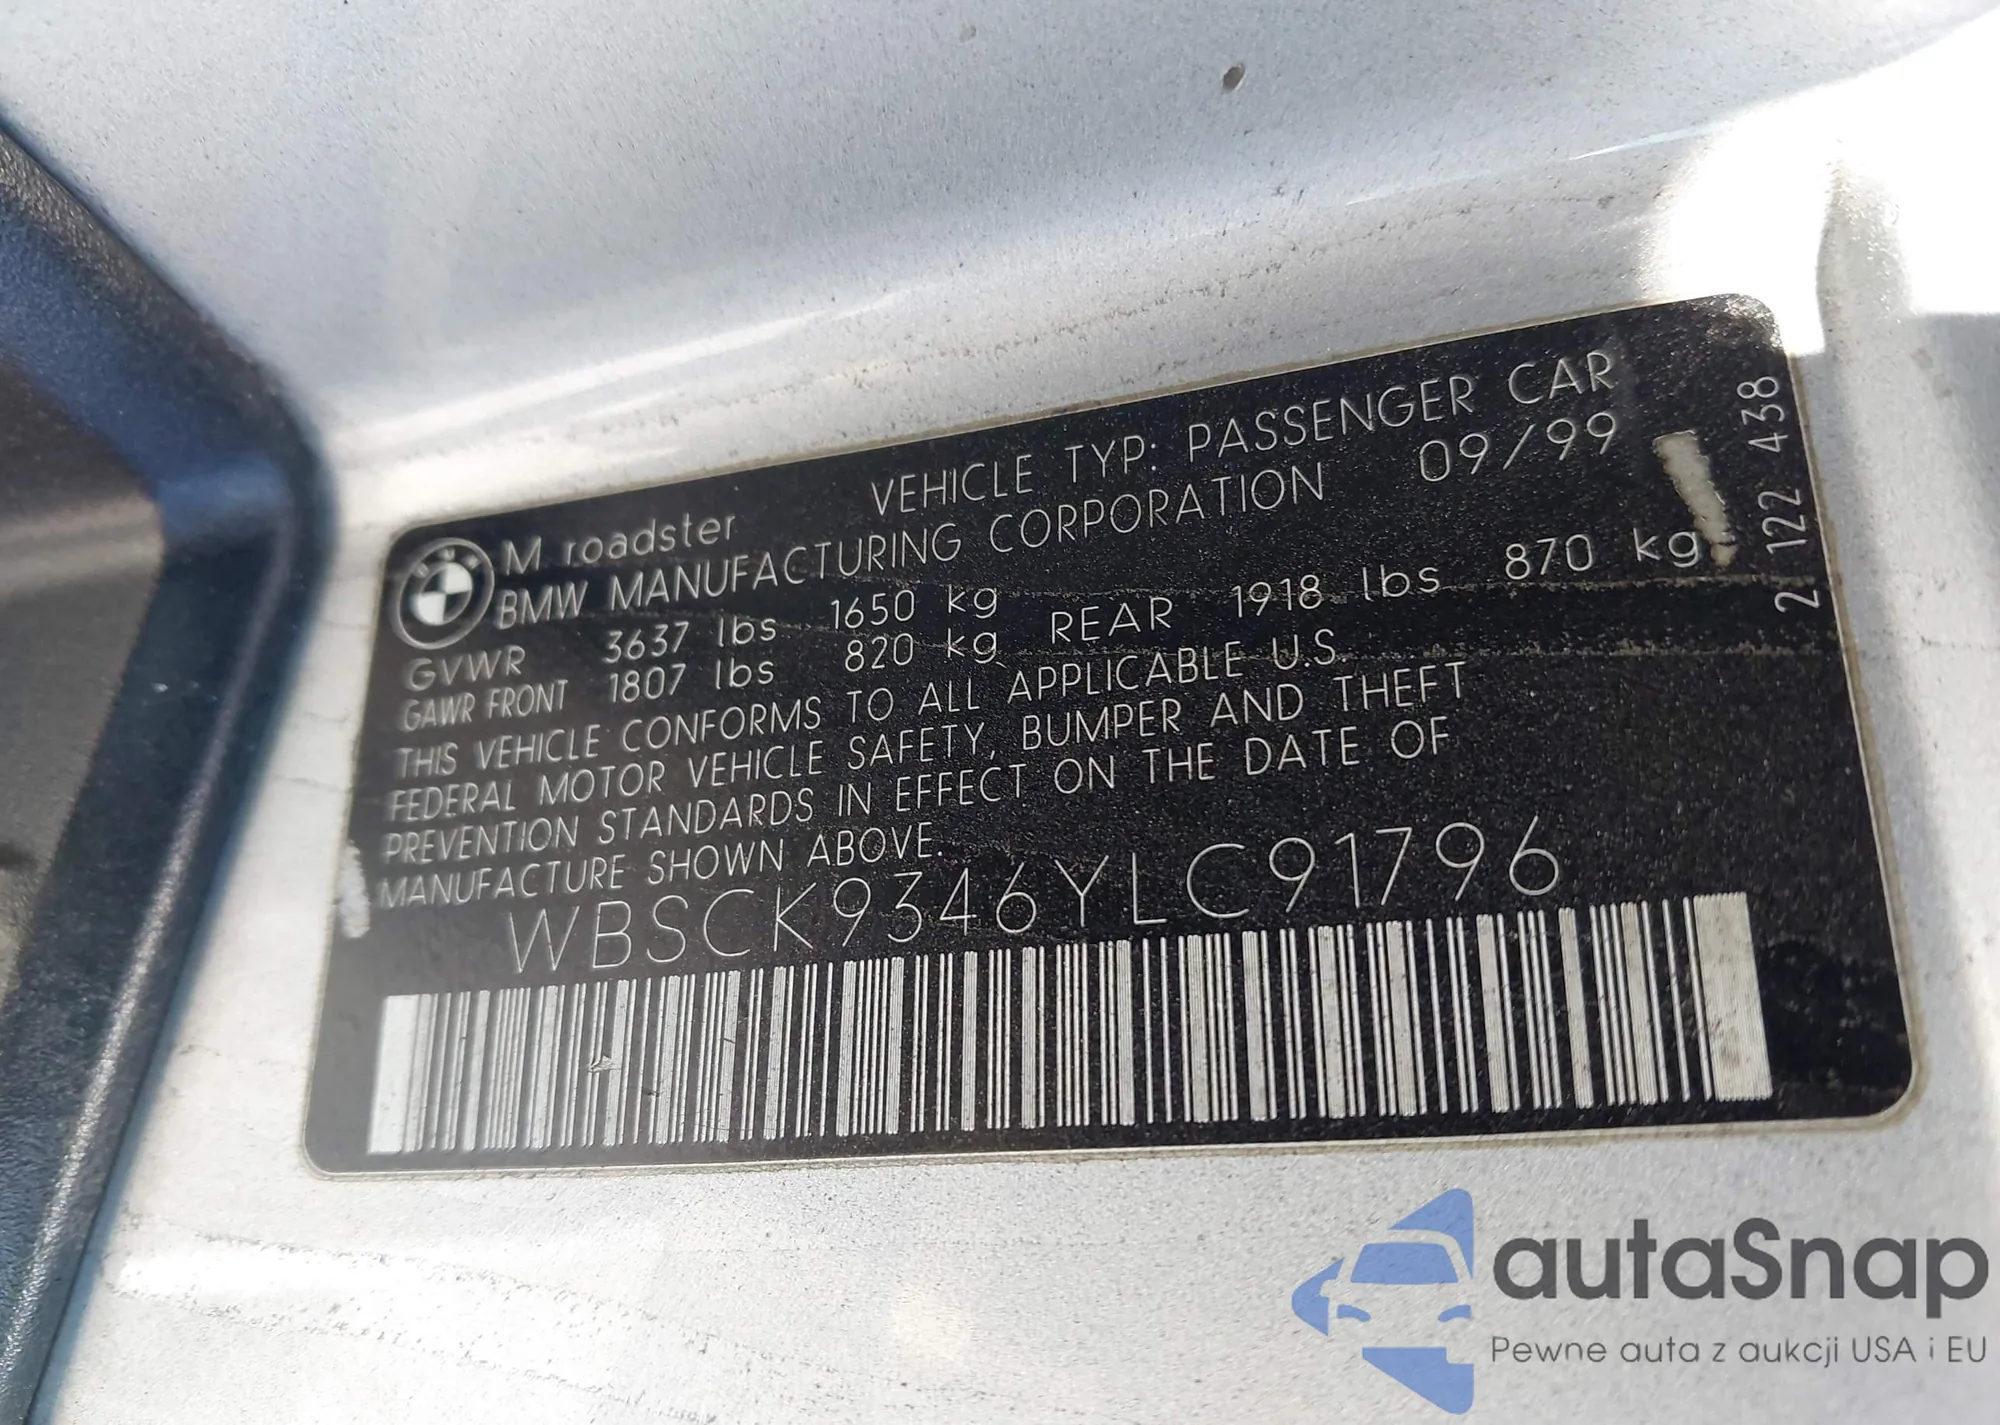 M roadster VEHICLE TYP: PASSENGER CAR
BMW MANUFACTURING CORPORATION 09/99
GVWR 3637 lbs 1650 kg
GAWR FRONT 1807 lbs 820 kg REAR 1918 lbs 870 kg
THIS VEHICLE CONFORMS TO ALL APPLICABLE U.S.
FEDERAL MOTOR VEHICLE SAFETY, BUMPER AND THEFT
PREVENTION STANDARDS IN EFFECT ON THE DATE OF
MANUFACTURE SHOWN ABOVE.
WBSCK9346YLC91796
2 122 438
autaSnap
Pewne auta z aukcji USA i EU